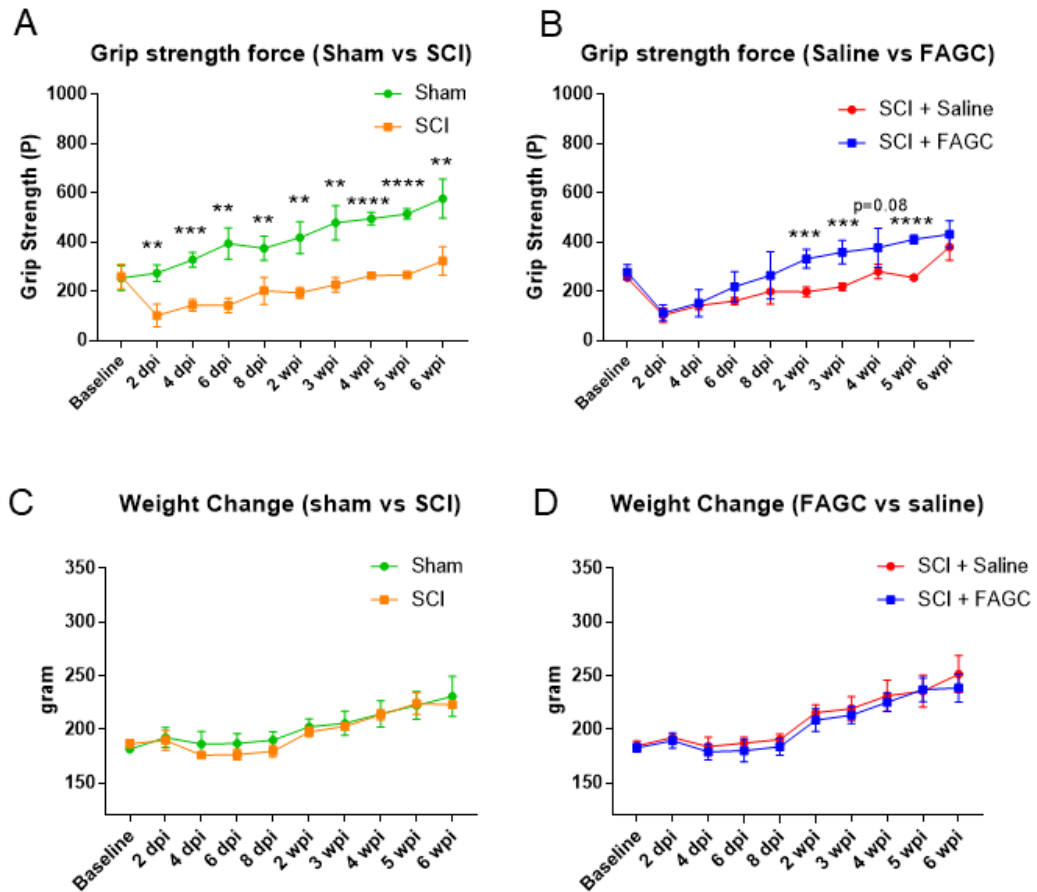 A
Grip strength force (Sham vs SCI)
Grip Strength (P)
1000
800
600
400
200
0
Sham
SCI
**
***
**
**
**
**
****
****
**
Baseline
2 dpi
4 dpi
6 dpi
8 dpi
2 wpi
3 wpi
4 wpi
5 wpi
6 wpi
B
Grip strength force (Saline vs FAGC)
Grip Strength (P)
1000
800
600
400
200
0
SCI + Saline
SCI + FAGC
***
***
p=0.08
****
Baseline
2 dpi
4 dpi
6 dpi
8 dpi
2 wpi
3 wpi
4 wpi
5 wpi
6 wpi
C
Weight Change (sham vs SCI)
gram
350
300
250
200
150
Sham
SCI
Baseline
2 dpi
4 dpi
6 dpi
8 dpi
2 wpi
3 wpi
4 wpi
5 wpi
6 wpi
D
Weight Change (FAGC vs saline)
gram
350
300
250
200
150
SCI + Saline
SCI + FAGC
Baseline
2 dpi
4 dpi
6 dpi
8 dpi
2 wpi
3 wpi
4 wpi
5 wpi
6 wpi